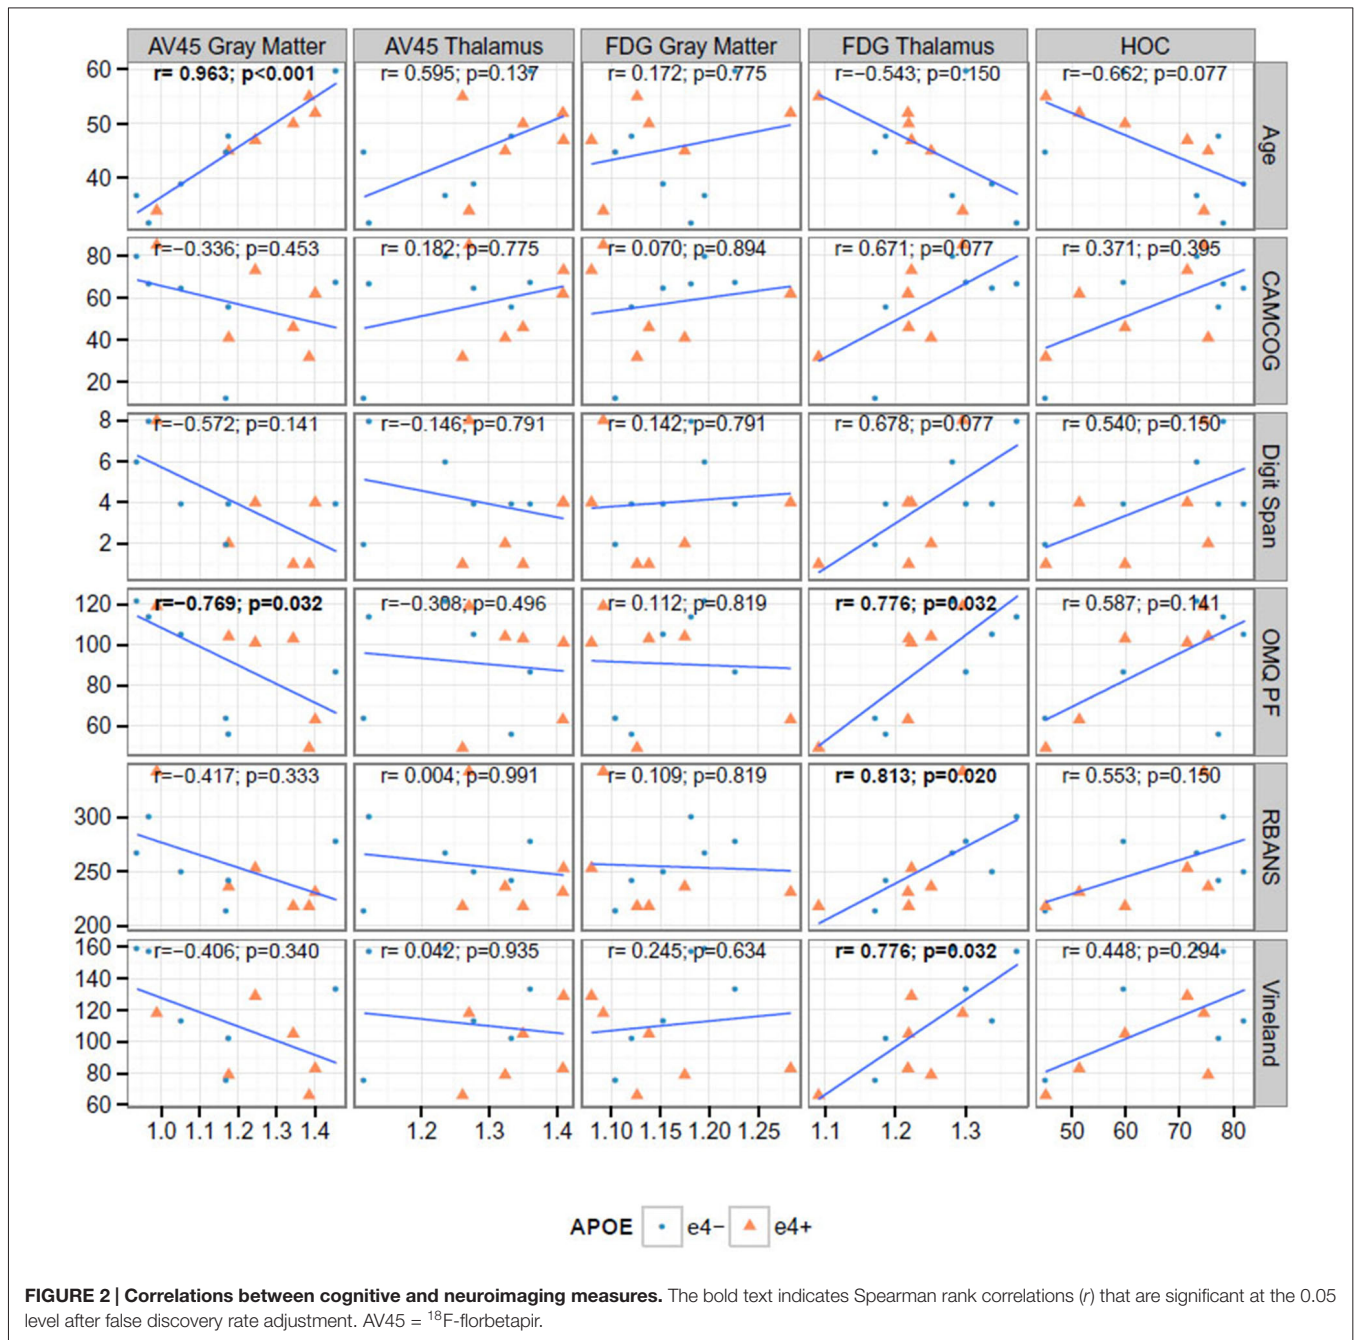 AV45 Gray Matter AV45 Thalamus FDG Gray Matter FDG Thalamus HOC
r= 0.963; p<0.001 r= 0.595; p=0.137 r= 0.172; p=0.775 r=−0.543; p=0.150 r=−0.662; p=0.077
60
50
40
Age
r=−0.336; p=0.453 r= 0.182; p=0.775 r= 0.070; p=0.894 r= 0.671; p=0.077 r= 0.371; p=0.395
80
60
40
20
CAMCOG
r=−0.572; p=0.141 r=−0.146; p=0.791 r= 0.142; p=0.791 r= 0.678; p=0.077 r= 0.540; p=0.150
8
6
4
2
Digit Span
r=−0.769; p=0.032 r=−0.308; p=0.496 r= 0.112; p=0.819 r= 0.776; p=0.032 r= 0.587; p=0.141
120
100
80
60
OMQ PF
r=−0.417; p=0.333 r= 0.004; p=0.991 r= 0.109; p=0.819 r= 0.813; p=0.020 r= 0.553; p=0.150
300
250
200
RBANS
r=−0.406; p=0.340 r= 0.042; p=0.935 r= 0.245; p=0.634 r= 0.776; p=0.032 r= 0.448; p=0.294
160
140
120
100
80
60
Vineland
1.0 1.1 1.2 1.3 1.4 1.2 1.3 1.4 1.10 1.15 1.20 1.25 1.1 1.2 1.3 50 60 70 80
APOE e4− e4+
FIGURE 2 | Correlations between cognitive and neuroimaging measures. The bold text indicates Spearman rank correlations (r) that are significant at the 0.05
level after false discovery rate adjustment. AV45 = ¹⁸F-florbetapir.